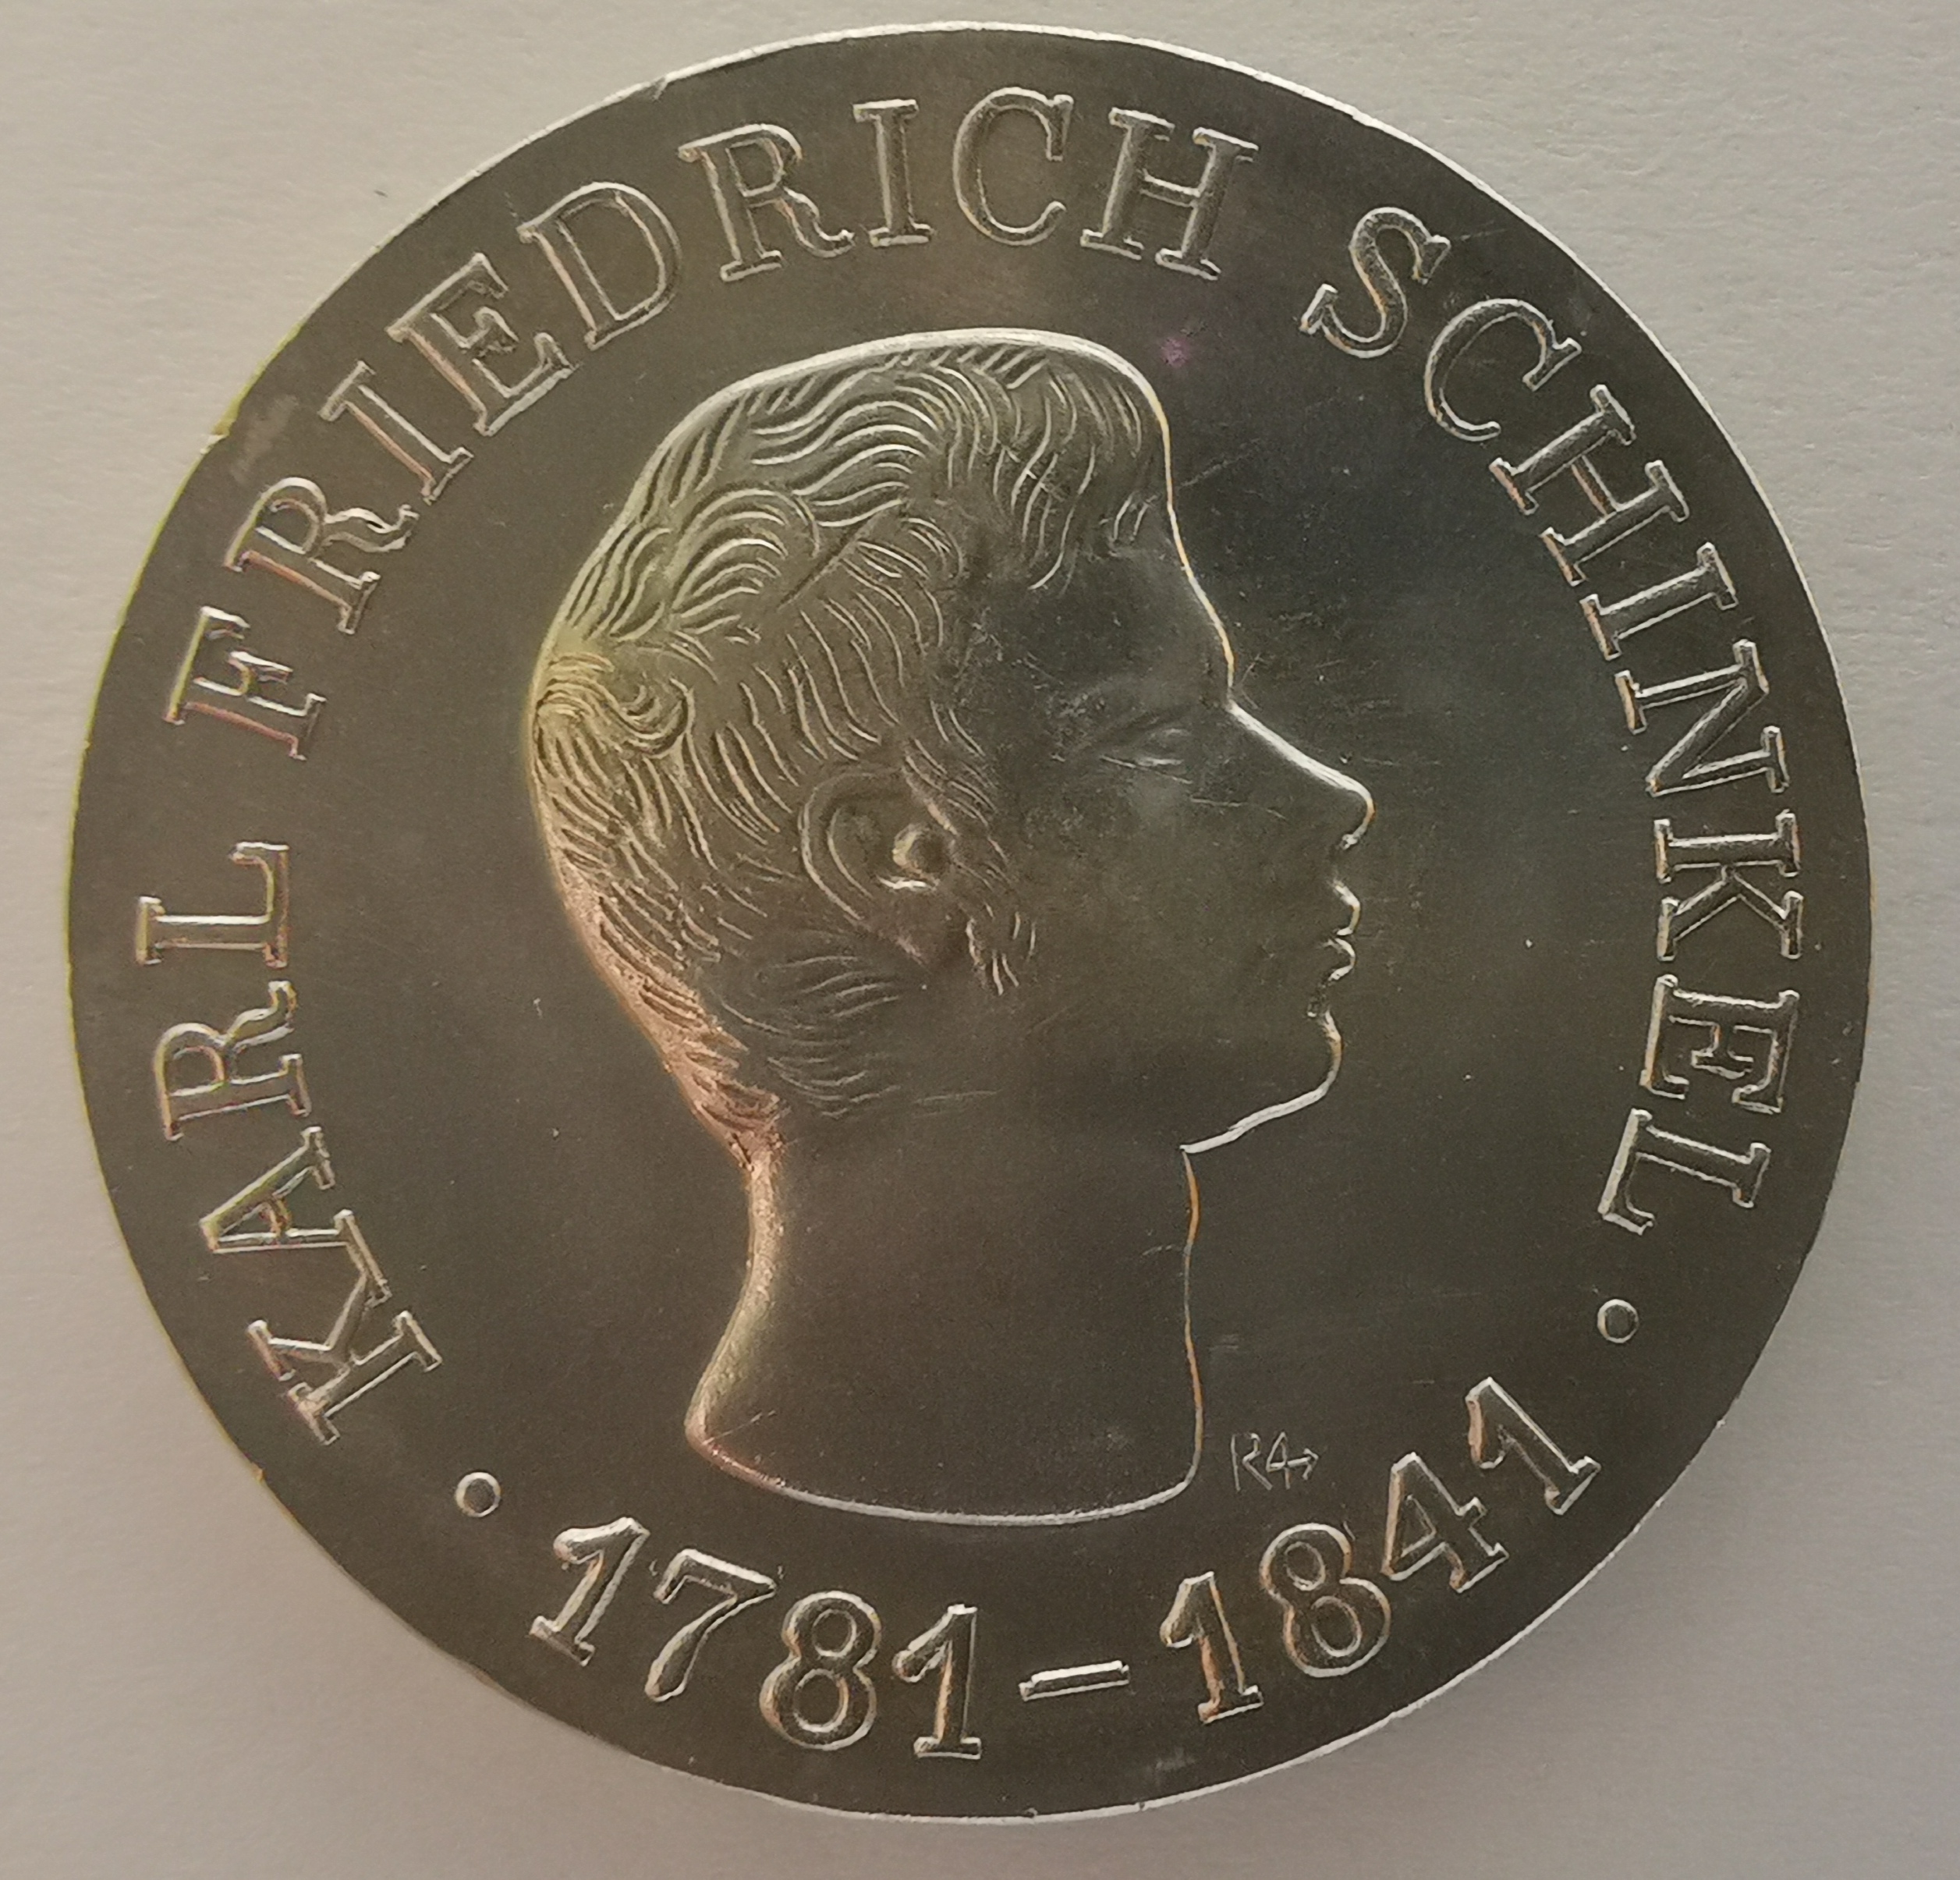 KARL FRIEDRICH SCHINKEL
· 1781–1841 ·